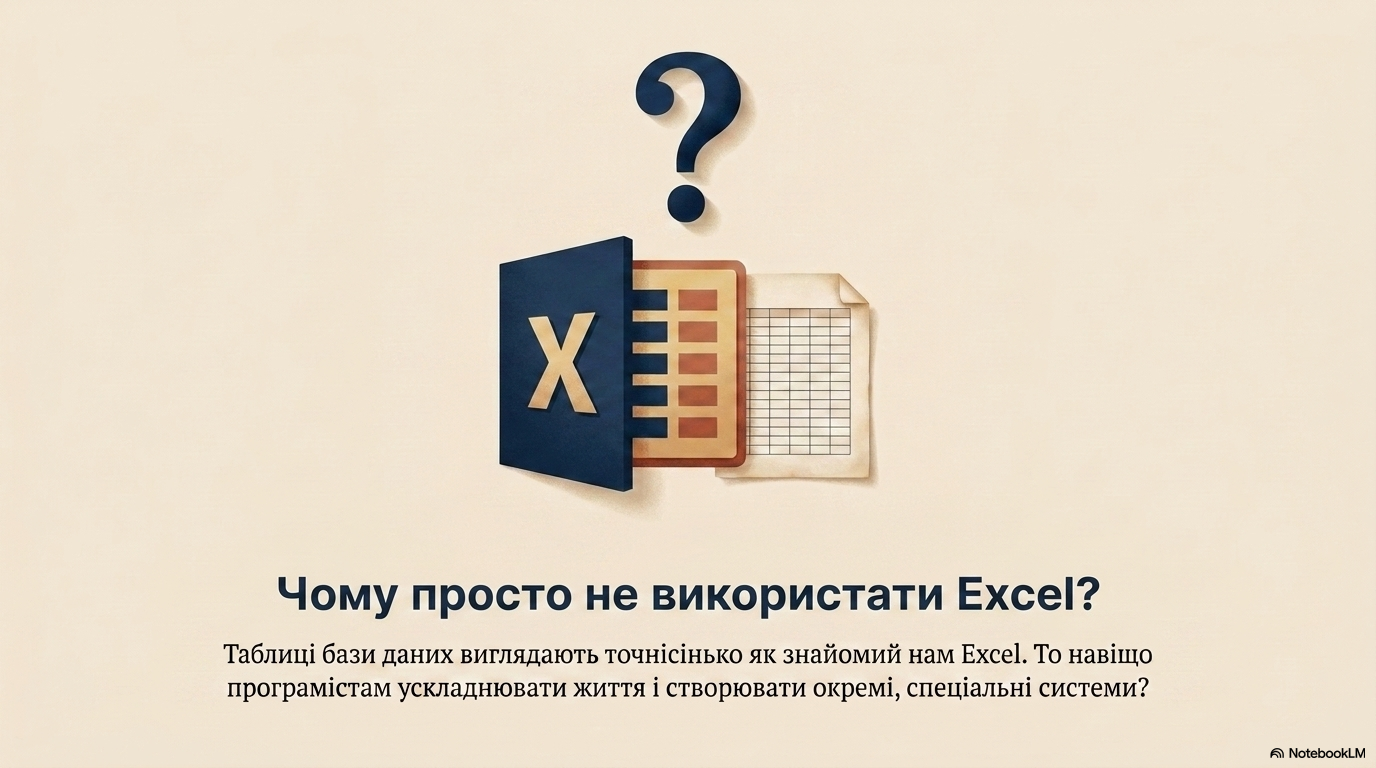 X
Чому просто не використати Excel?
Таблиці бази даних виглядають точнісінько як знайомий нам Excel. То навіщо
програмістам ускладнювати життя і створювати окремі, спеціальні системи?
NotebookLM